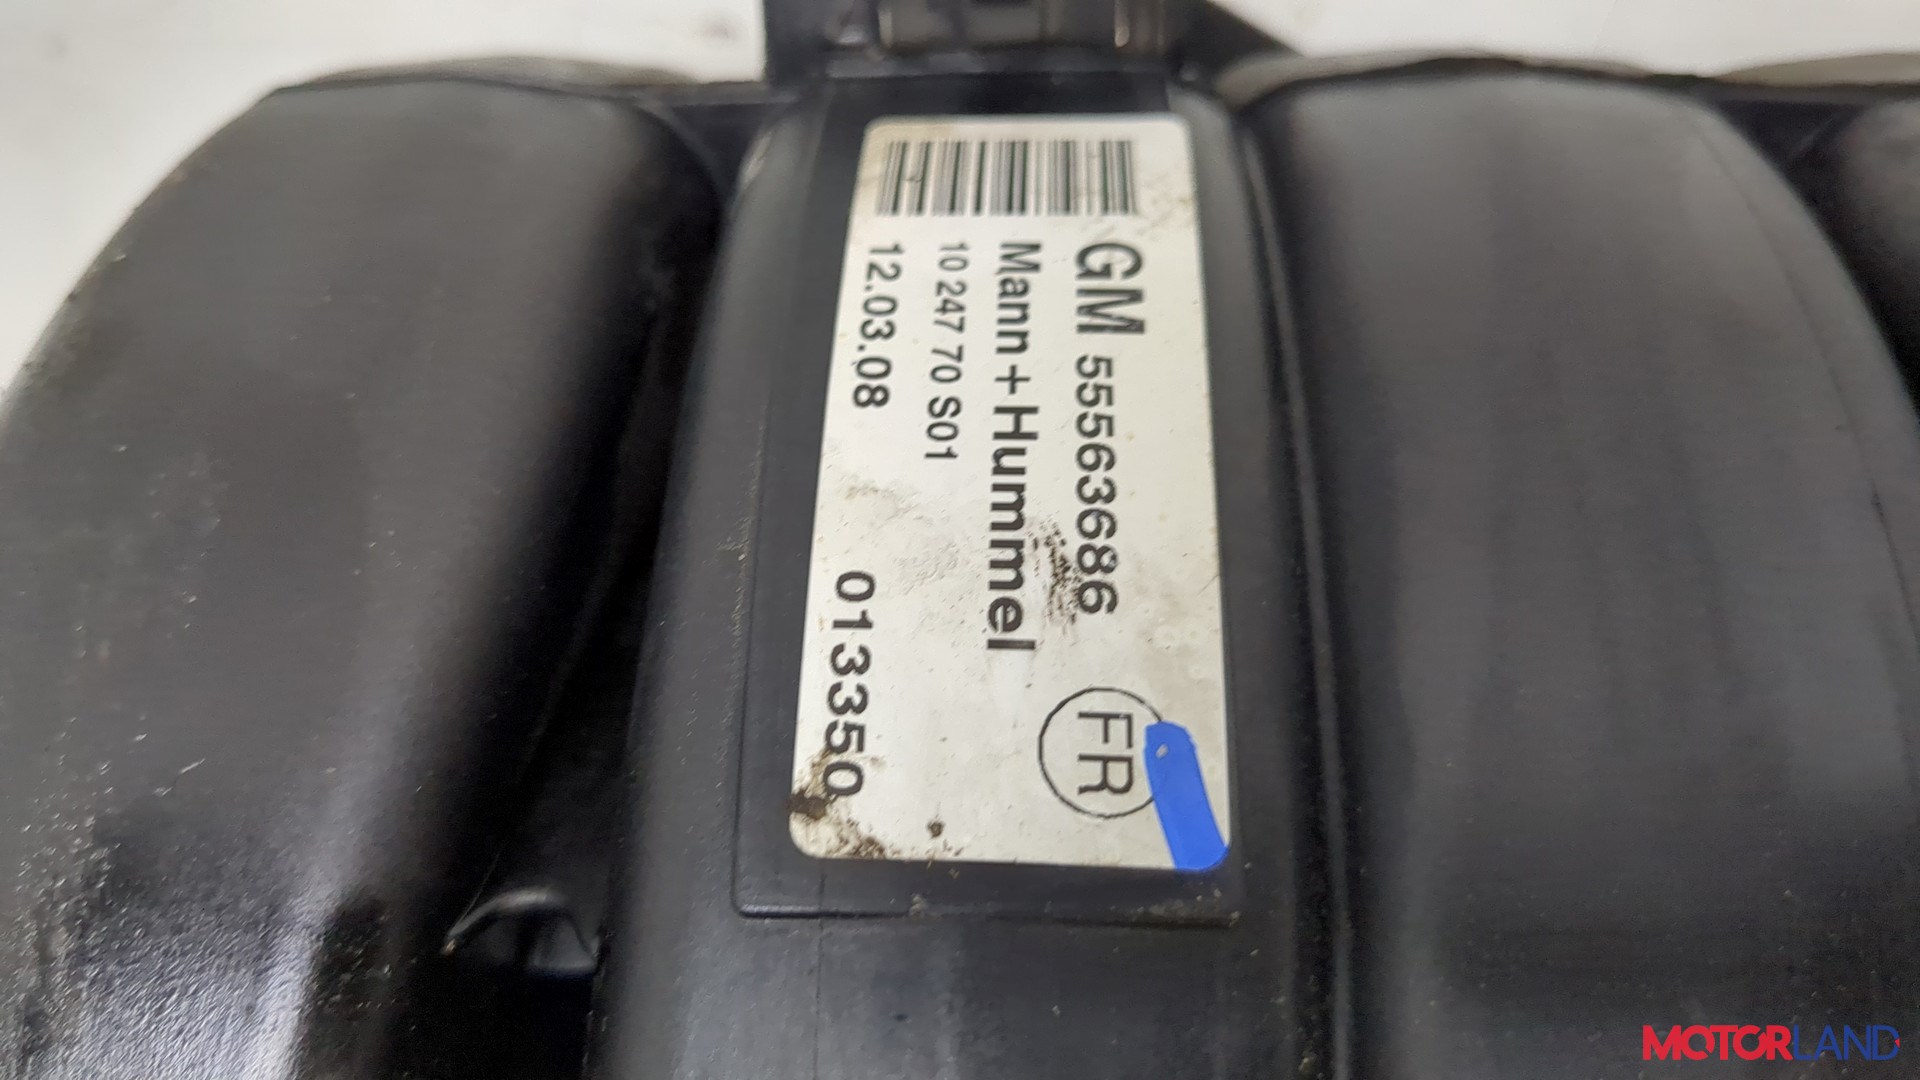 GM 55563686
Mann+Hummel
10 247 70 S01
12.03.08
013350
FR
MOTORLAND